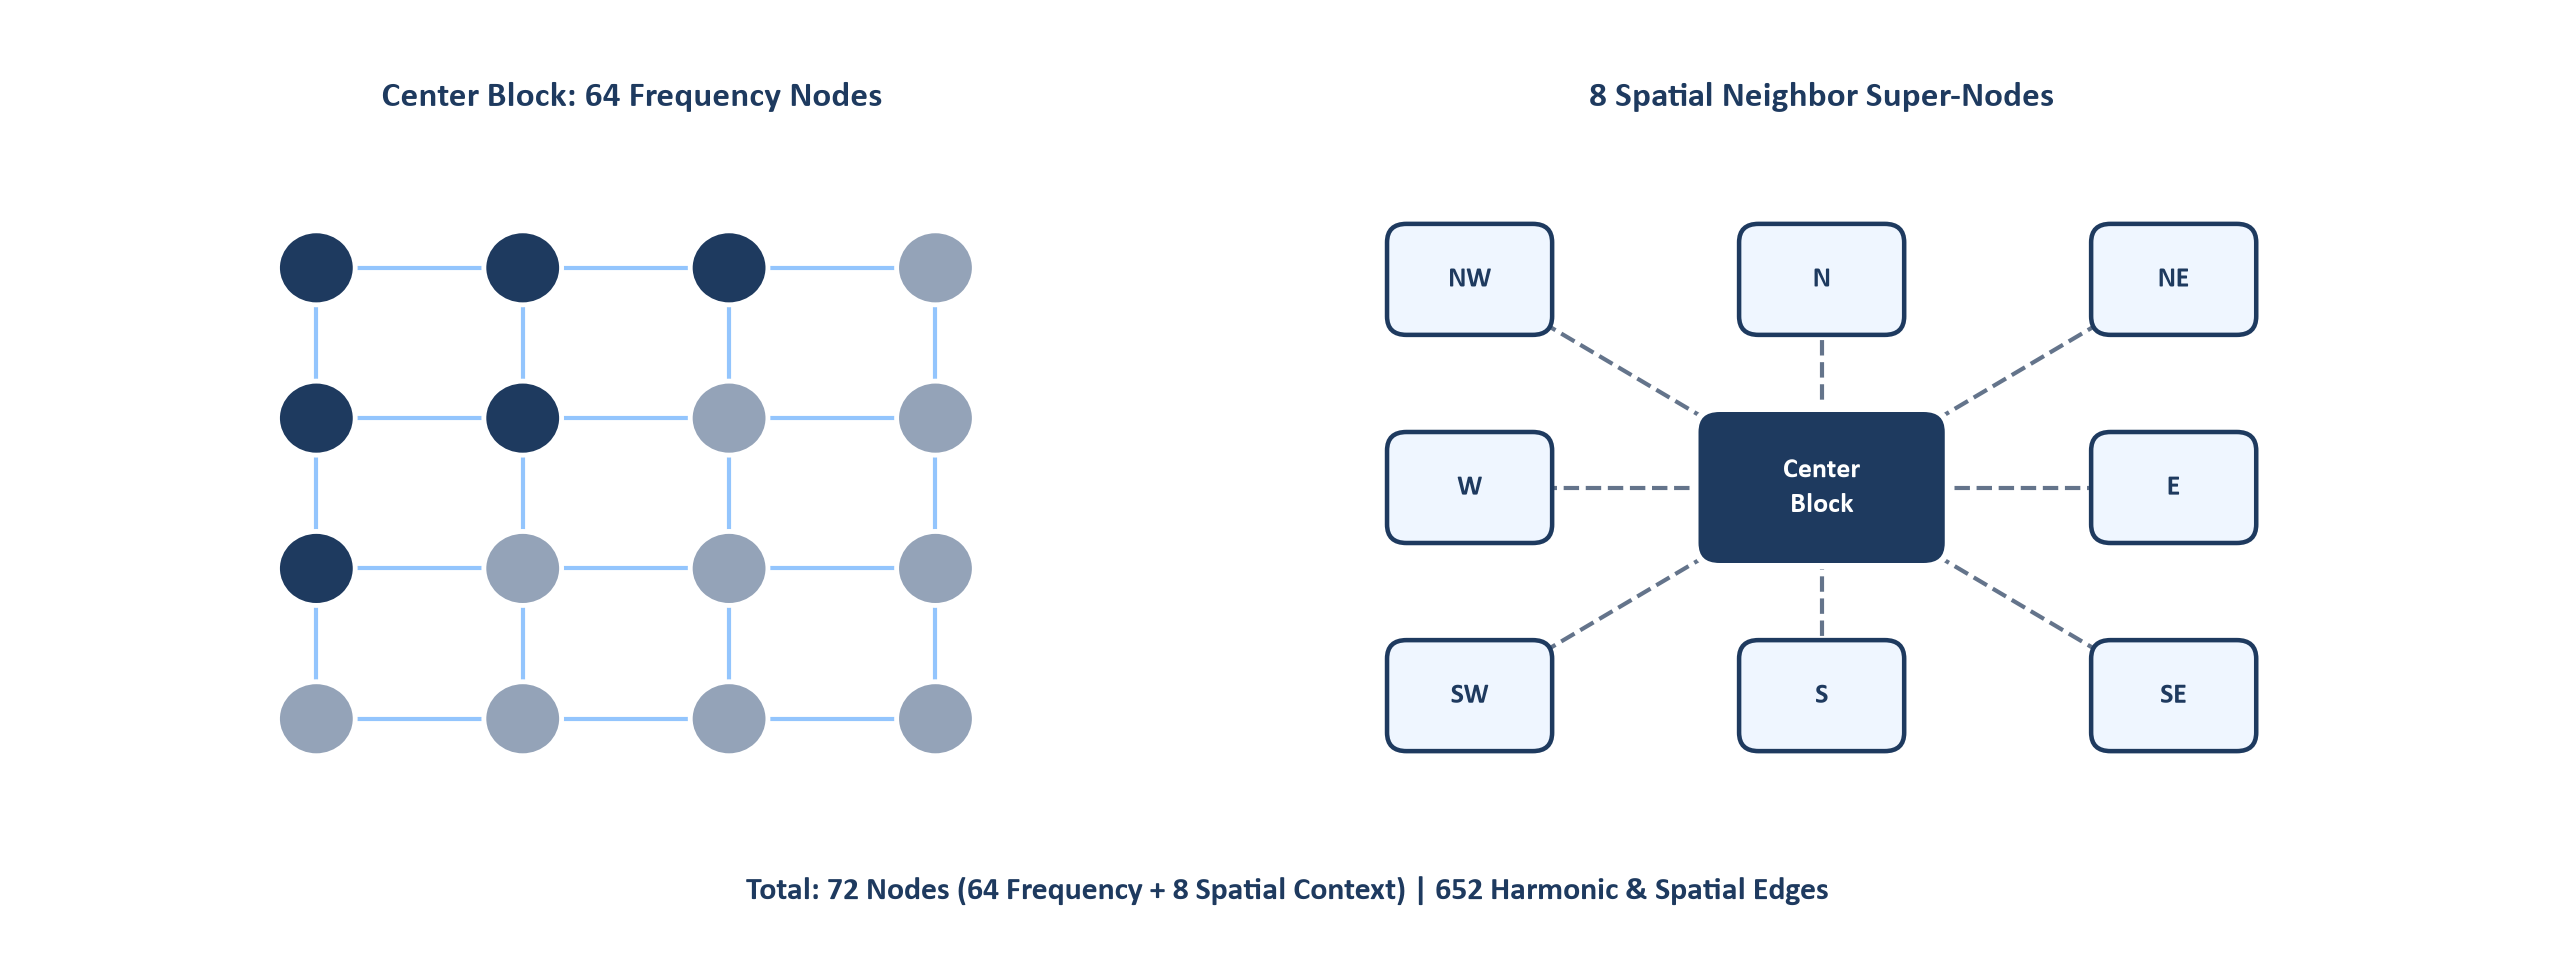 Center Block: 64 Frequency Nodes
8 Spatial Neighbor Super-Nodes
NW
N
NE
W
Center
Block
E
SW
S
SE
Total: 72 Nodes (64 Frequency + 8 Spatial Context) | 652 Harmonic & Spatial Edges